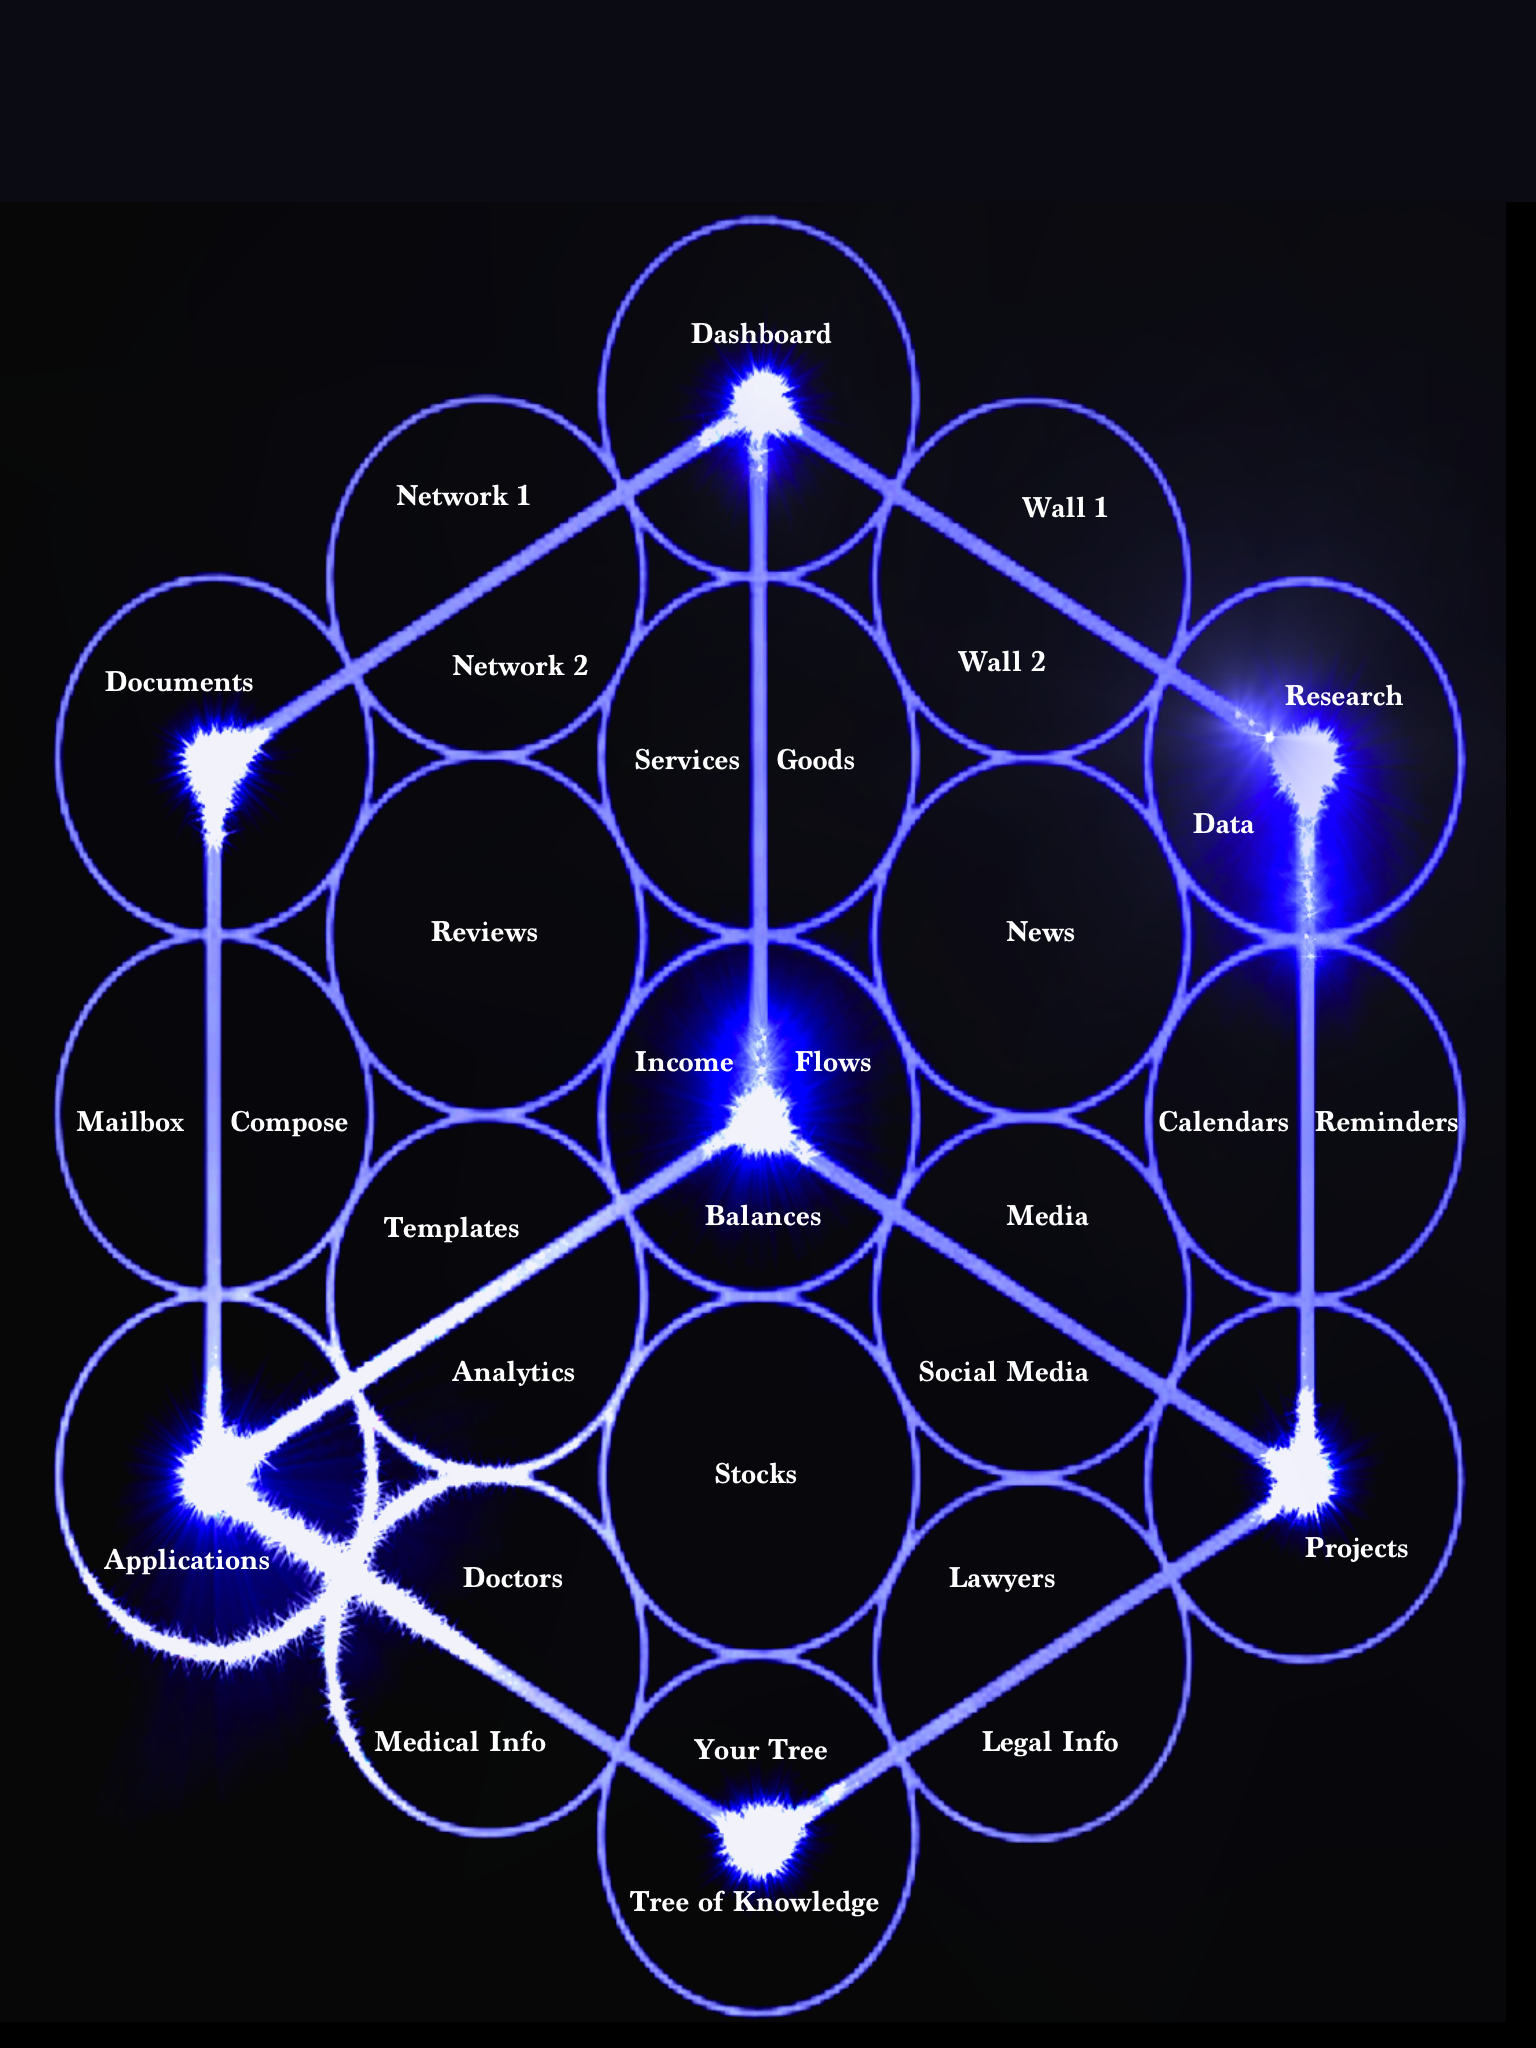 Dashboard
Network 1
Wall 1
Network 2
Wall 2
Documents
Research
Services Goods
Data
Reviews
News
Income Flows
Mailbox Compose
Calendars Reminders
Templates
Balances
Media
Analytics
Social Media
Stocks
Applications
Doctors
Lawyers
Projects
Medical Info
Your Tree
Legal Info
Tree of Knowledge